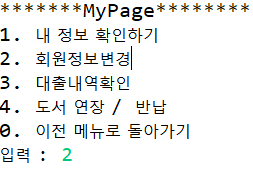 *******MyPage********
1. 내 정보 확인하기
2. 회원정보변경
3. 대출내역확인
4. 도서 연장 / 반납
0. 이전 메뉴로 돌아가기
입력 : 2